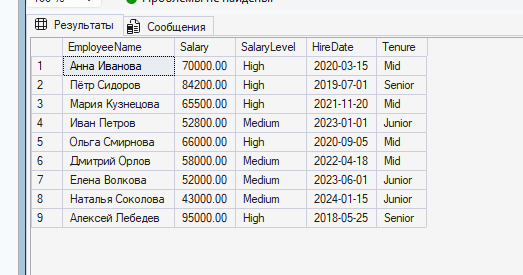 Результаты Сообщения
EmployeeName Salary SalaryLevel HireDate Tenure
1 Анна Иванова 70000.00 High 2020-03-15 Mid
2 Пётр Сидоров 84200.00 High 2019-07-01 Senior
3 Мария Кузнецова 65500.00 High 2021-11-20 Mid
4 Иван Петров 52800.00 Medium 2023-01-01 Junior
5 Ольга Смирнова 66000.00 High 2020-09-05 Mid
6 Дмитрий Орлов 58000.00 Medium 2022-04-18 Mid
7 Елена Волкова 52000.00 Medium 2023-06-01 Junior
8 Наталья Соколова 43000.00 Medium 2024-01-15 Junior
9 Алексей Лебедев 95000.00 High 2018-05-25 Senior